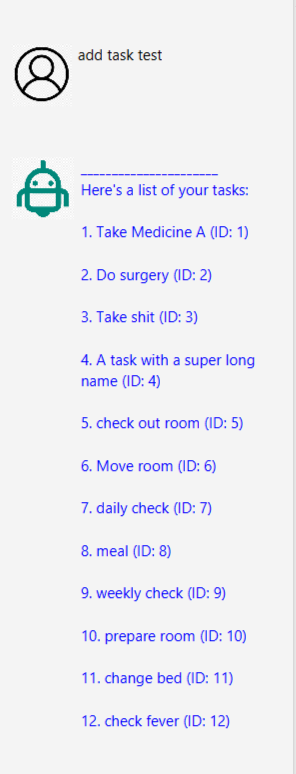 add task test
______________________
Here's a list of your tasks:
1. Take Medicine A (ID: 1)
2. Do surgery (ID: 2)
3. Take shit (ID: 3)
4. A task with a super long
name (ID: 4)
5. check out room (ID: 5)
6. Move room (ID: 6)
7. daily check (ID: 7)
8. meal (ID: 8)
9. weekly check (ID: 9)
10. prepare room (ID: 10)
11. change bed (ID: 11)
12. check fever (ID: 12)